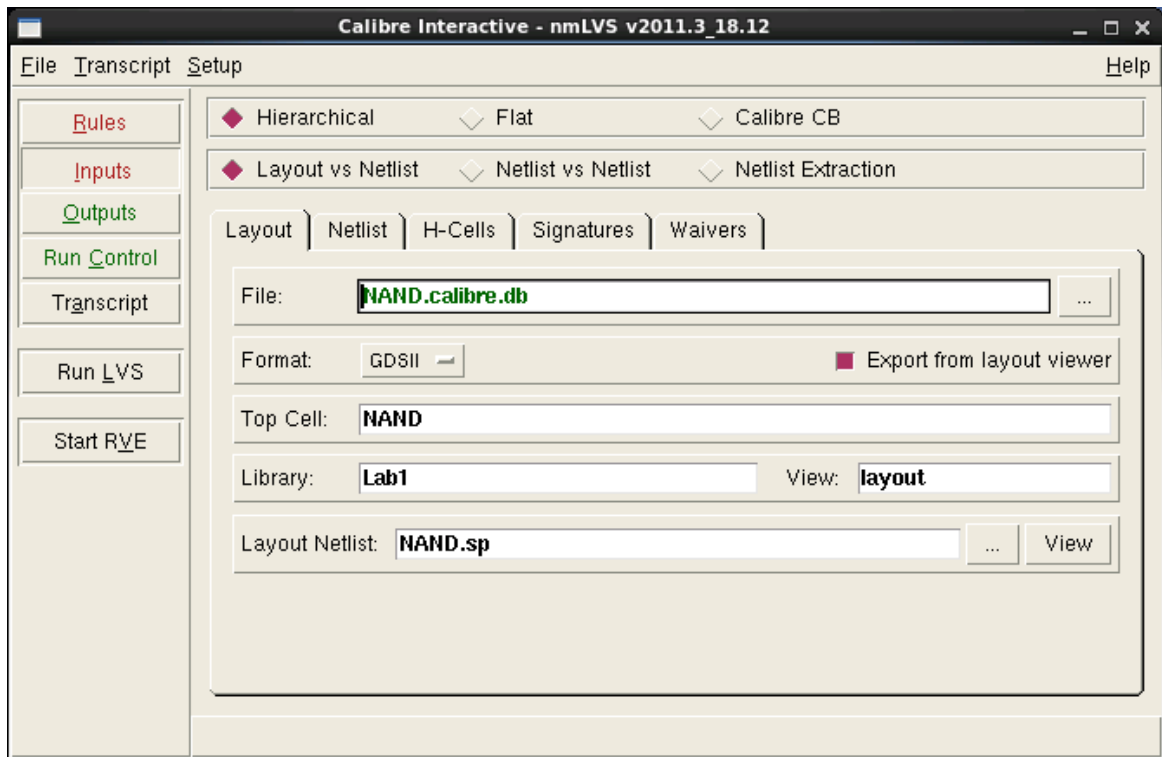 Calibre Interactive - nmLVS v2011.3_18.12
File Transcript Setup Help
Rules
Inputs
Outputs
Run Control
Transcript
Run LVS
Start RVE
Hierarchical Flat Calibre CB
Layout vs Netlist Netlist vs Netlist Netlist Extraction
Layout Netlist H-Cells Signatures Waivers
File: NAND.calibre.db ...
Format: GDSII Export from layout viewer
Top Cell: NAND
Library: Lab1 View: layout
Layout Netlist: NAND.sp ... View